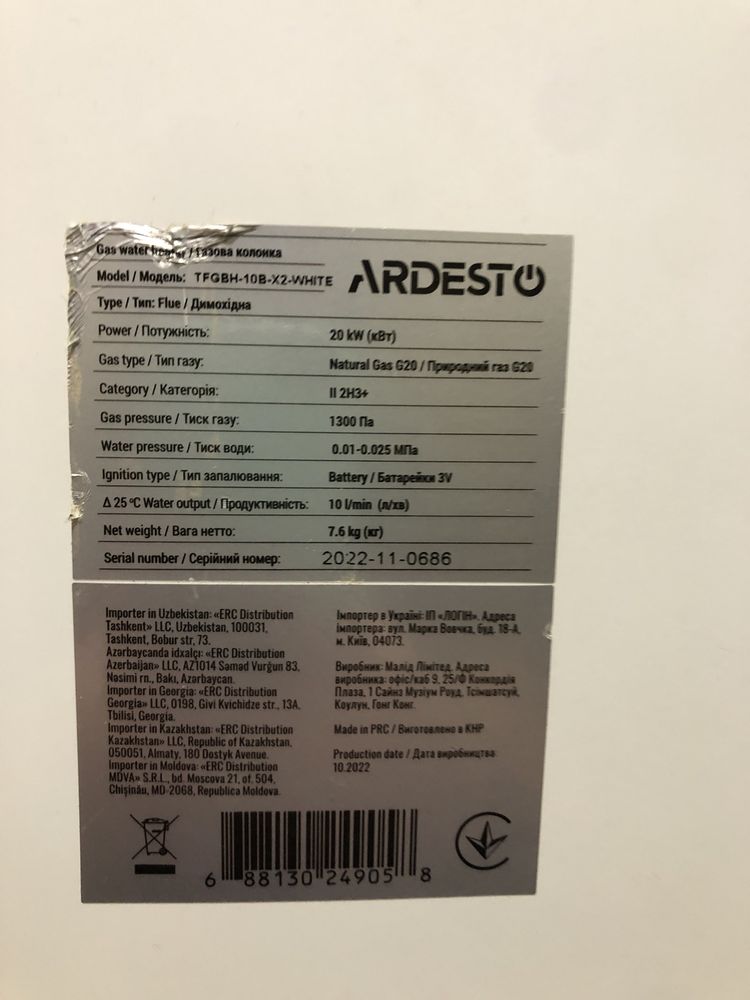 Gas water heater / Газова колонка
ARDESTO
Model / Модель: TFGBH-10B-X2-WHITE
Type / Тип: Flue / Димохідна
Power / Потужність: 20 kW (кВт)
Gas type / Тип газу: Natural Gas G20 / Природний газ G20
Category / Категорія: II 2H3+
Gas pressure / Тиск газу: 1300 Па
Water pressure / Тиск води: 0.01-0.025 МПа
Ignition type / Тип запалювання: Battery / Батарейки 3V
Δ 25 °C Water output / Продуктивність: 10 l/min (л/хв)
Net weight / Вага нетто: 7.6 kg (кг)
Serial number / Серійний номер: 2022-11-0686
Importer in Uzbekistan: «ERC Distribution
Tashkent» LLC, Uzbekistan, 100031,
Tashkent, Bobur str, 73.
Azərbaycanda idxalçı: «ERC Distribution
Azerbaijan» LLC, AZ1014 Səməd Vurğun 83,
Nəsimi rn., Bakı, Azərbaycan.
Importer in Georgia: «ERC Distribution
Georgia» LLC, 0198, Givi Kvichidze str., 13A,
Tbilisi, Georgia.
Importer in Kazakhstan: «ERC Distribution
Kazakhstan» LLC, Republic of Kazakhstan,
050051, Almaty, 180 Dostyk Avenue.
Importer in Moldova: «ERC Distribution
MDVA» S.R.L., bd. Moscova 21, of. 504,
Chișinău, MD-2068, Republica Moldova.
Імпортер в Україні: ІП «ЛОГІН». Адреса
імпортера: вул. Марка Вовчка, буд. 18-А,
м. Київ, 04073.
Виробник: Малід Лімітед. Адреса
виробника: офіс/каб 9, 25/Ф Конкордія
Плаза, 1 Сайнз Музіум Роуд, Тсімшатсуй,
Коулун, Гонг Конг.
Made in PRC / Виготовлено в КНР
Production date / Дата виробництва:
10.2022
6 88130 24905 8